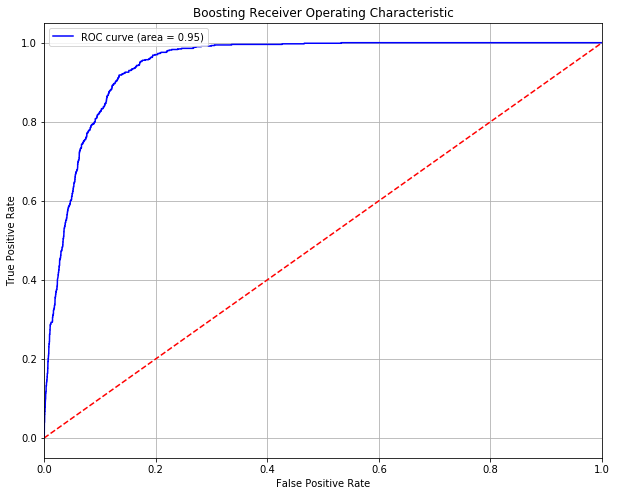 Boosting Receiver Operating Characteristic
ROC curve (area = 0.95)
True Positive Rate
1.0
0.8
0.6
0.4
0.2
0.0
0.0 0.2 0.4 0.6 0.8 1.0
False Positive Rate